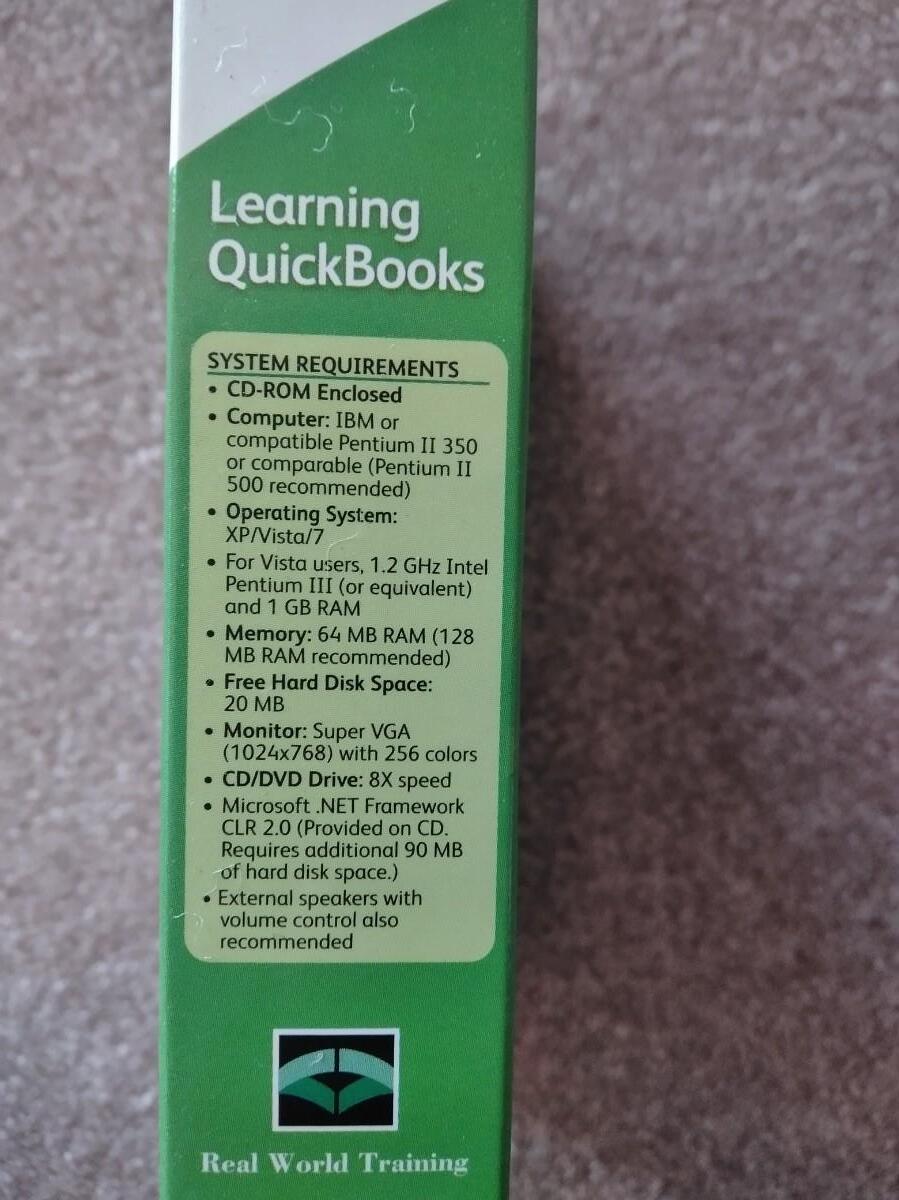 Learning
QuickBooks
SYSTEM REQUIREMENTS
• CD-ROM Enclosed
• Computer: IBM or
compatible Pentium II 350
or comparable (Pentium II
500 recommended)
• Operating System:
XP/Vista/7
• For Vista users, 1.2 GHz Intel
Pentium III (or equivalent)
and 1 GB RAM
• Memory: 64 MB RAM (128
MB RAM recommended)
• Free Hard Disk Space:
20 MB
• Monitor: Super VGA
(1024x768) with 256 colors
• CD/DVD Drive: 8X speed
• Microsoft .NET Framework
CLR 2.0 (Provided on CD.
Requires additional 90 MB
of hard disk space.)
• External speakers with
volume control also
recommended
Real World Training